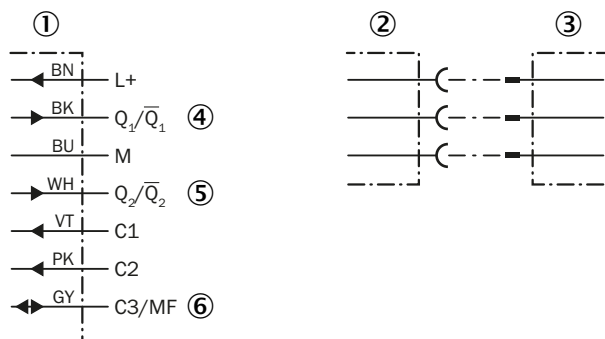 ① ② ③
BN L+
BK Q₁/Q̅₁ ④
BU M
WH Q₂/Q̅₂ ⑤
VT C1
PK C2
GY C3/MF ⑥